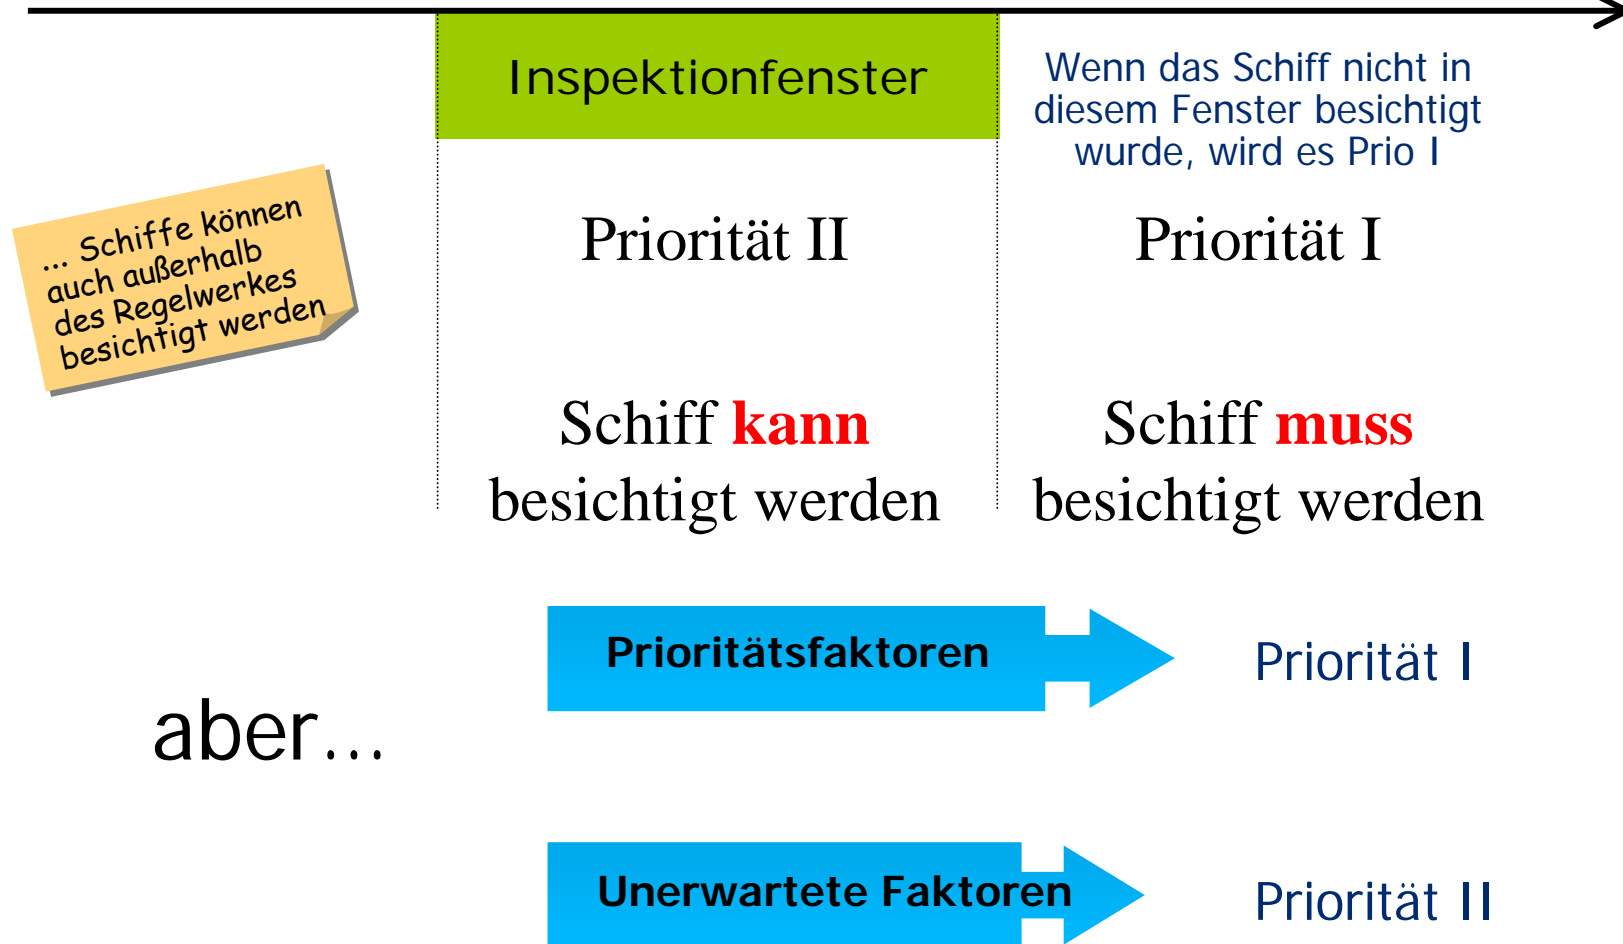 Inspektionfenster
Wenn das Schiff nicht in
diesem Fenster besichtigt
wurde, wird es Prio I
... Schiffe können
auch außerhalb
des Regelwerkes
besichtigt werden
Priorität II
Priorität I
Schiff kann
besichtigt werden
Schiff muss
besichtigt werden
aber...
Prioritätsfaktoren
Priorität I
Unerwartete Faktoren
Priorität II